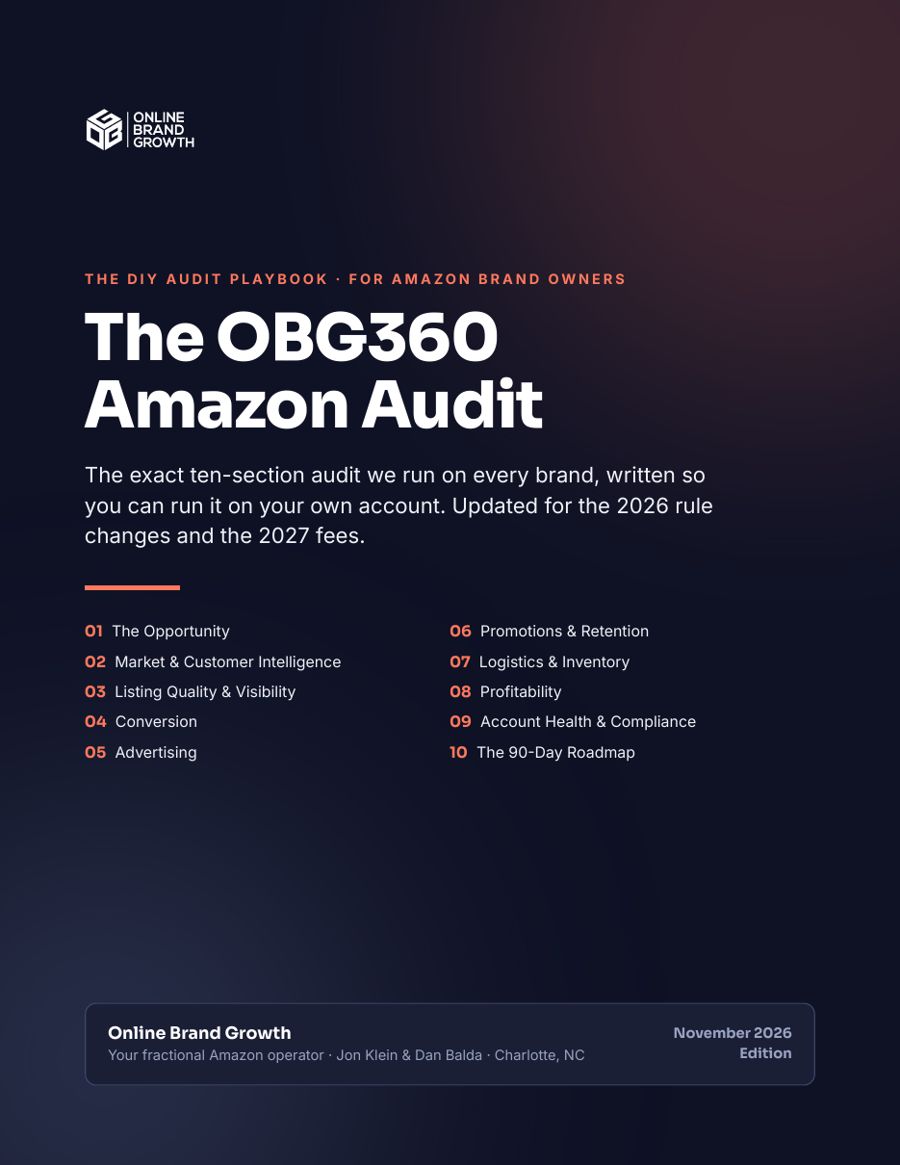 ONLINE
BRAND
GROWTH
THE DIY AUDIT PLAYBOOK · FOR AMAZON BRAND OWNERS
The OBG360
Amazon Audit
The exact ten-section audit we run on every brand, written so
you can run it on your own account. Updated for the 2026 rule
changes and the 2027 fees.
01 The Opportunity
02 Market & Customer Intelligence
03 Listing Quality & Visibility
04 Conversion
05 Advertising
06 Promotions & Retention
07 Logistics & Inventory
08 Profitability
09 Account Health & Compliance
10 The 90-Day Roadmap
Online Brand Growth
Your fractional Amazon operator · Jon Klein & Dan Balda · Charlotte, NC
November 2026
Edition